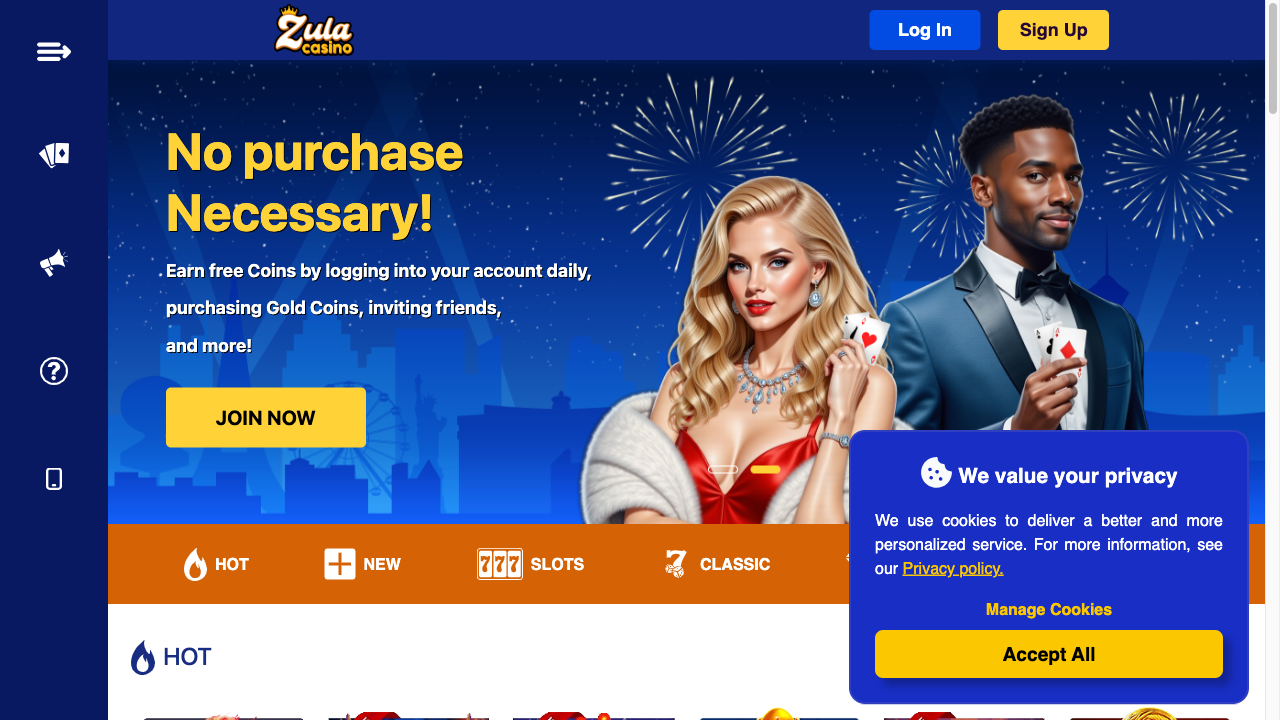 Zula
casino
Log In
Sign Up
No purchase
Necessary!
Earn free Coins by logging into your account daily,
purchasing Gold Coins, inviting friends,
and more!
JOIN NOW
We value your privacy
We use cookies to deliver a better and more
personalized service. For more information, see
our Privacy policy.
Manage Cookies
Accept All
HOT
NEW
777 SLOTS
7 CLASSIC
HOT